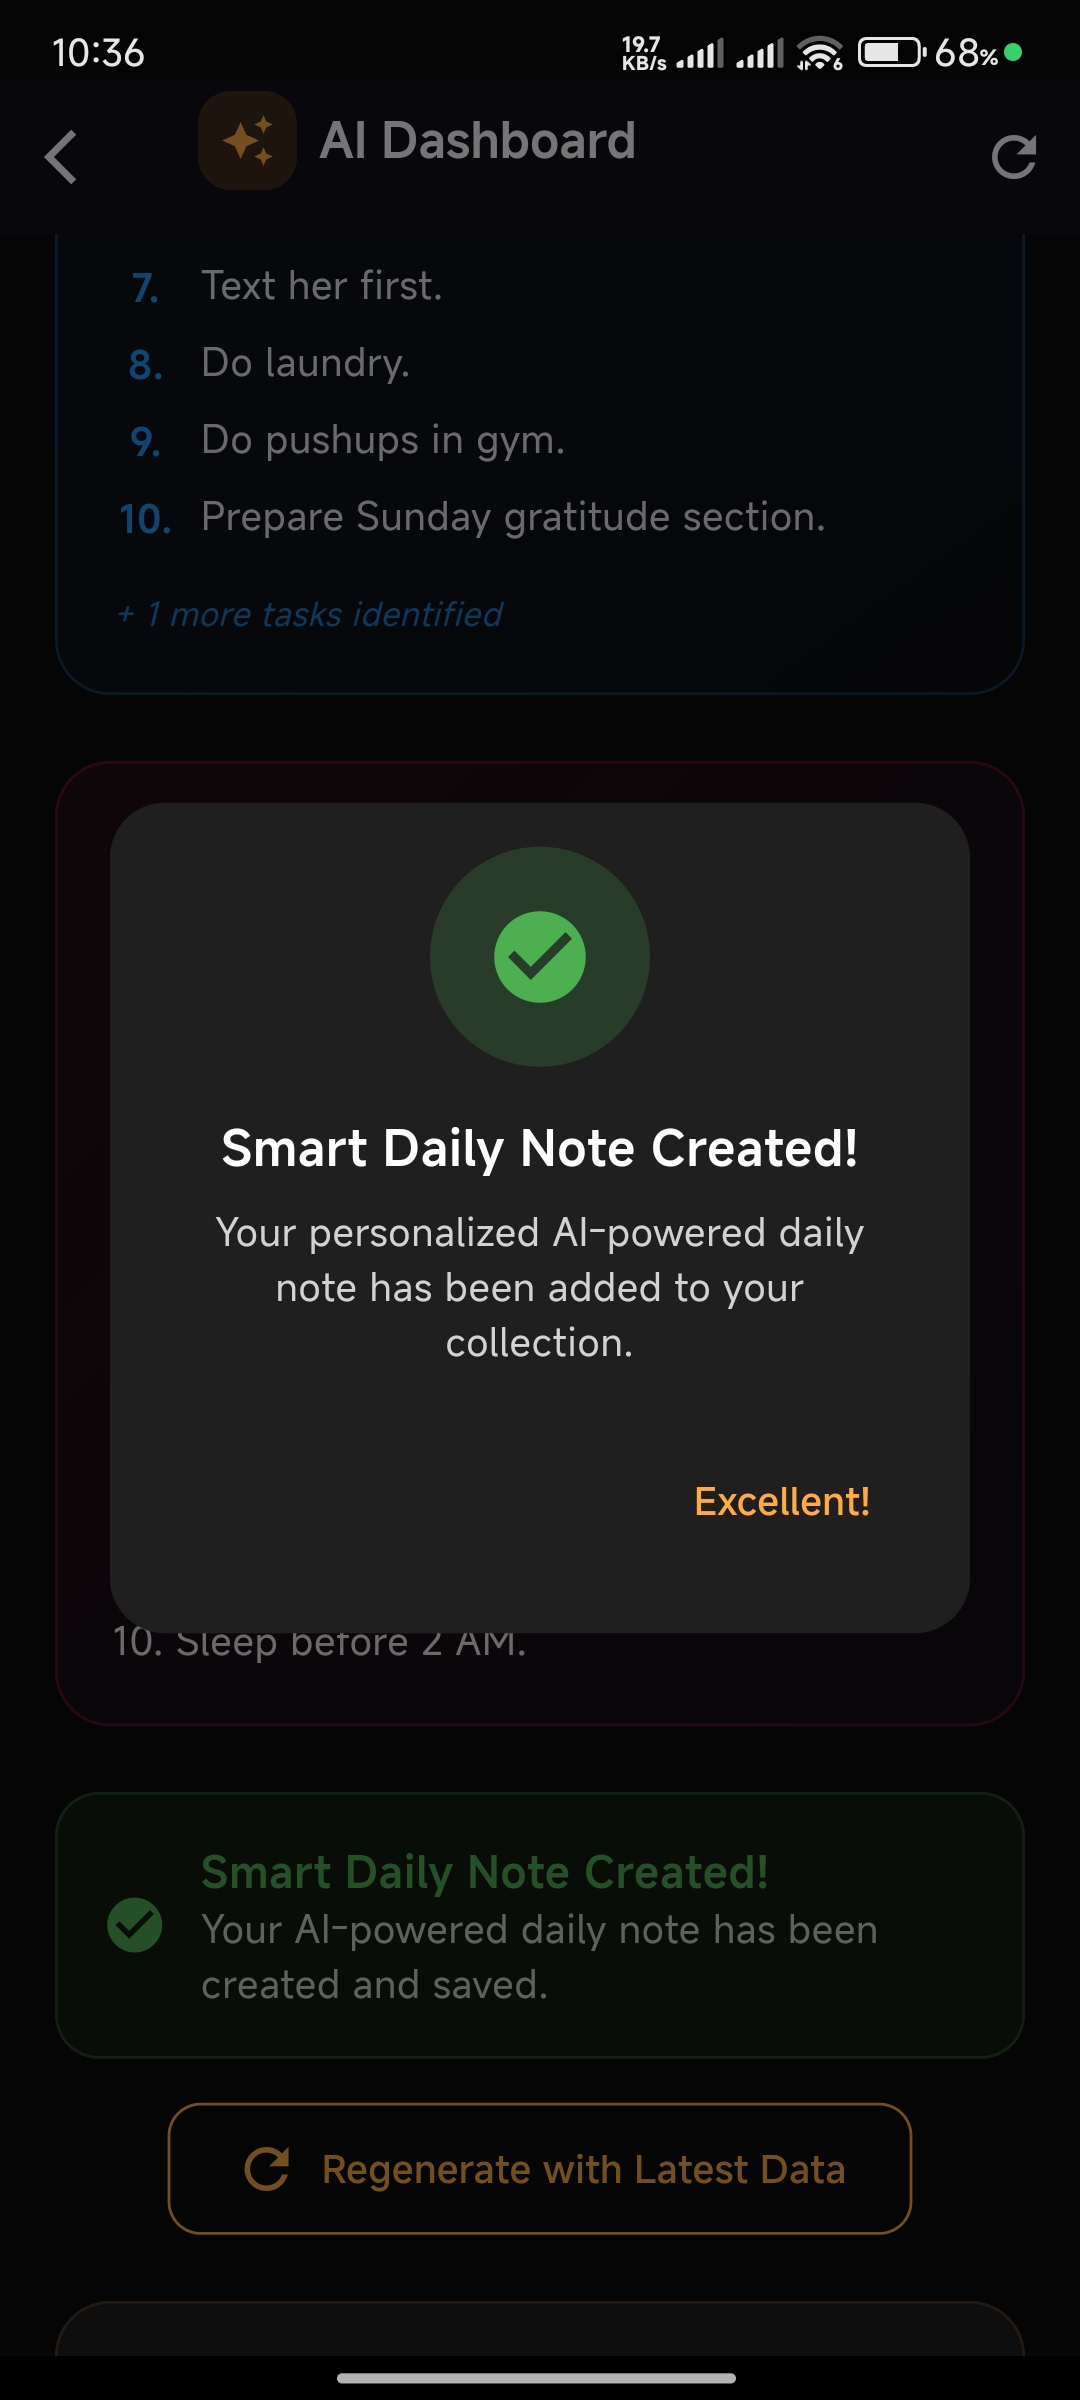 10:36
19.7
KB/s
6
68%
AI Dashboard
7. Text her first.
8. Do laundry.
9. Do pushups in gym.
10. Prepare Sunday gratitude section.
+ 1 more tasks identified
Smart Daily Note Created!
Your personalized AI-powered daily
note has been added to your
collection.
Excellent!
10. Sleep before 2 AM.
Smart Daily Note Created!
Your AI-powered daily note has been
created and saved.
Regenerate with Latest Data